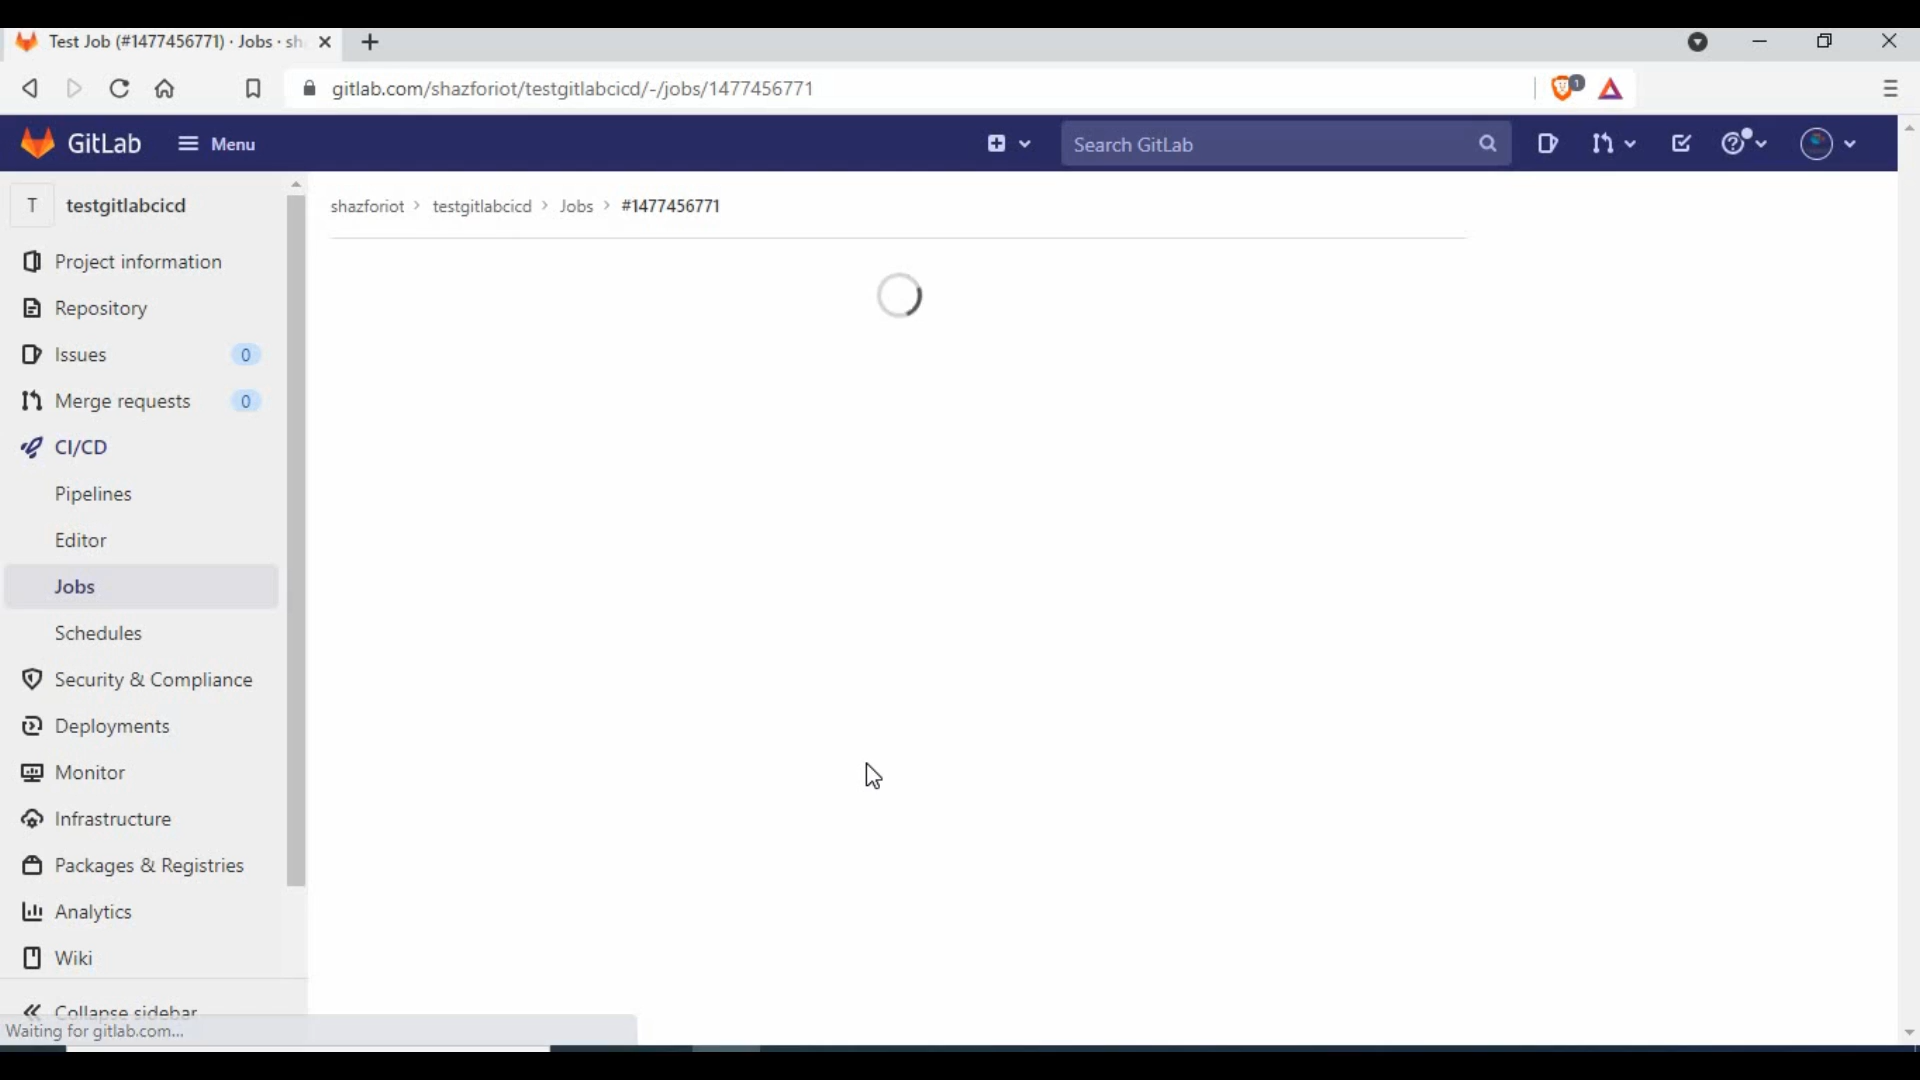 Test Job (#1477456771) · Jobs · sh
gitlab.com/shazforiot/testgitlabcicd/-/jobs/1477456771
1
GitLab
Menu
Search GitLab
T
testgitlabcicd
shazforiot > testgitlabcicd > Jobs > #1477456771
Project information
Repository
Issues 0
Merge requests 0
CI/CD
Pipelines
Editor
Jobs
Schedules
Security & Compliance
Deployments
Monitor
Infrastructure
Packages & Registries
Analytics
Wiki
Collapse sidebar
Waiting for gitlab.com...